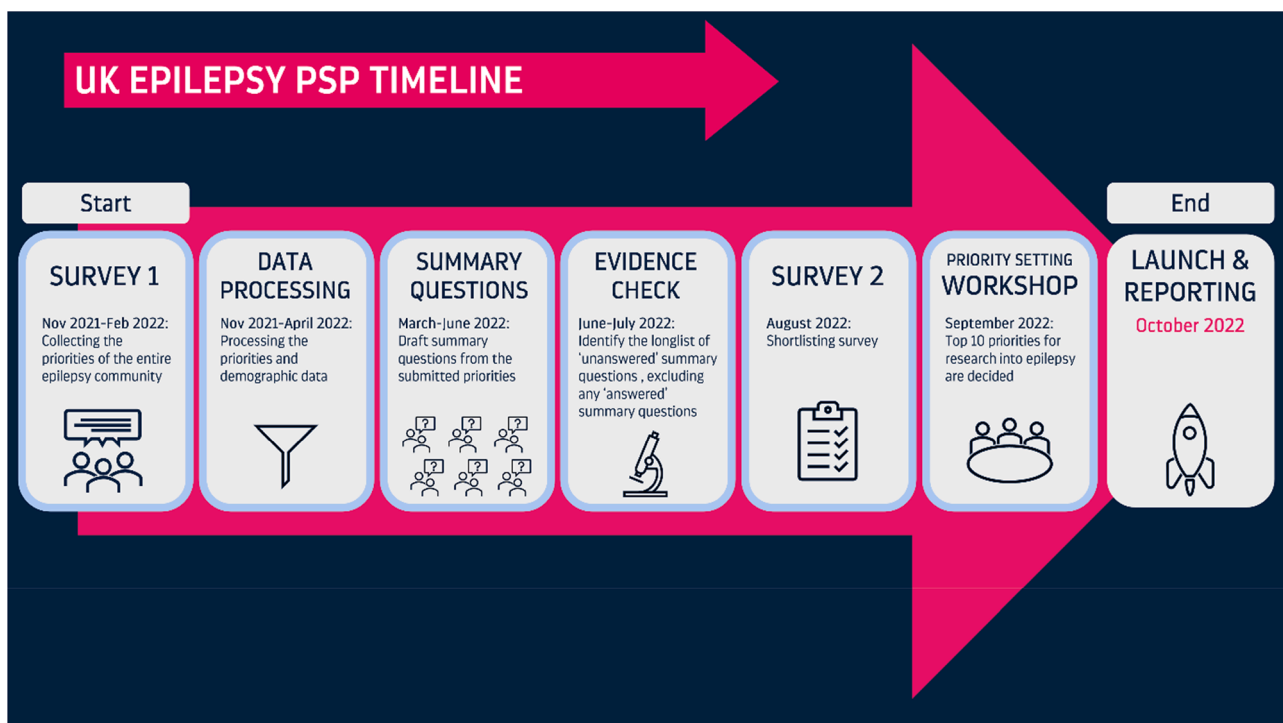 UK EPILEPSY PSP TIMELINE
Start
End
SURVEY 1
Nov 2021-Feb 2022:
Collecting the
priorities of the entire
epilepsy community
DATA
PROCESSING
Nov 2021-April 2022:
Processing the
priorities and
demographic data
SUMMARY
QUESTIONS
March-June 2022:
Draft summary
questions from the
submitted priorities
? ? ?
? ? ?
EVIDENCE
CHECK
June-July 2022:
Identify the longlist of
'unanswered' summary
questions , excluding
any 'answered'
summary questions
SURVEY 2
August 2022:
Shortlisting survey
PRIORITY SETTING
WORKSHOP
September 2022:
Top 10 priorities for
research into epilepsy
are decided
LAUNCH &
REPORTING
October 2022